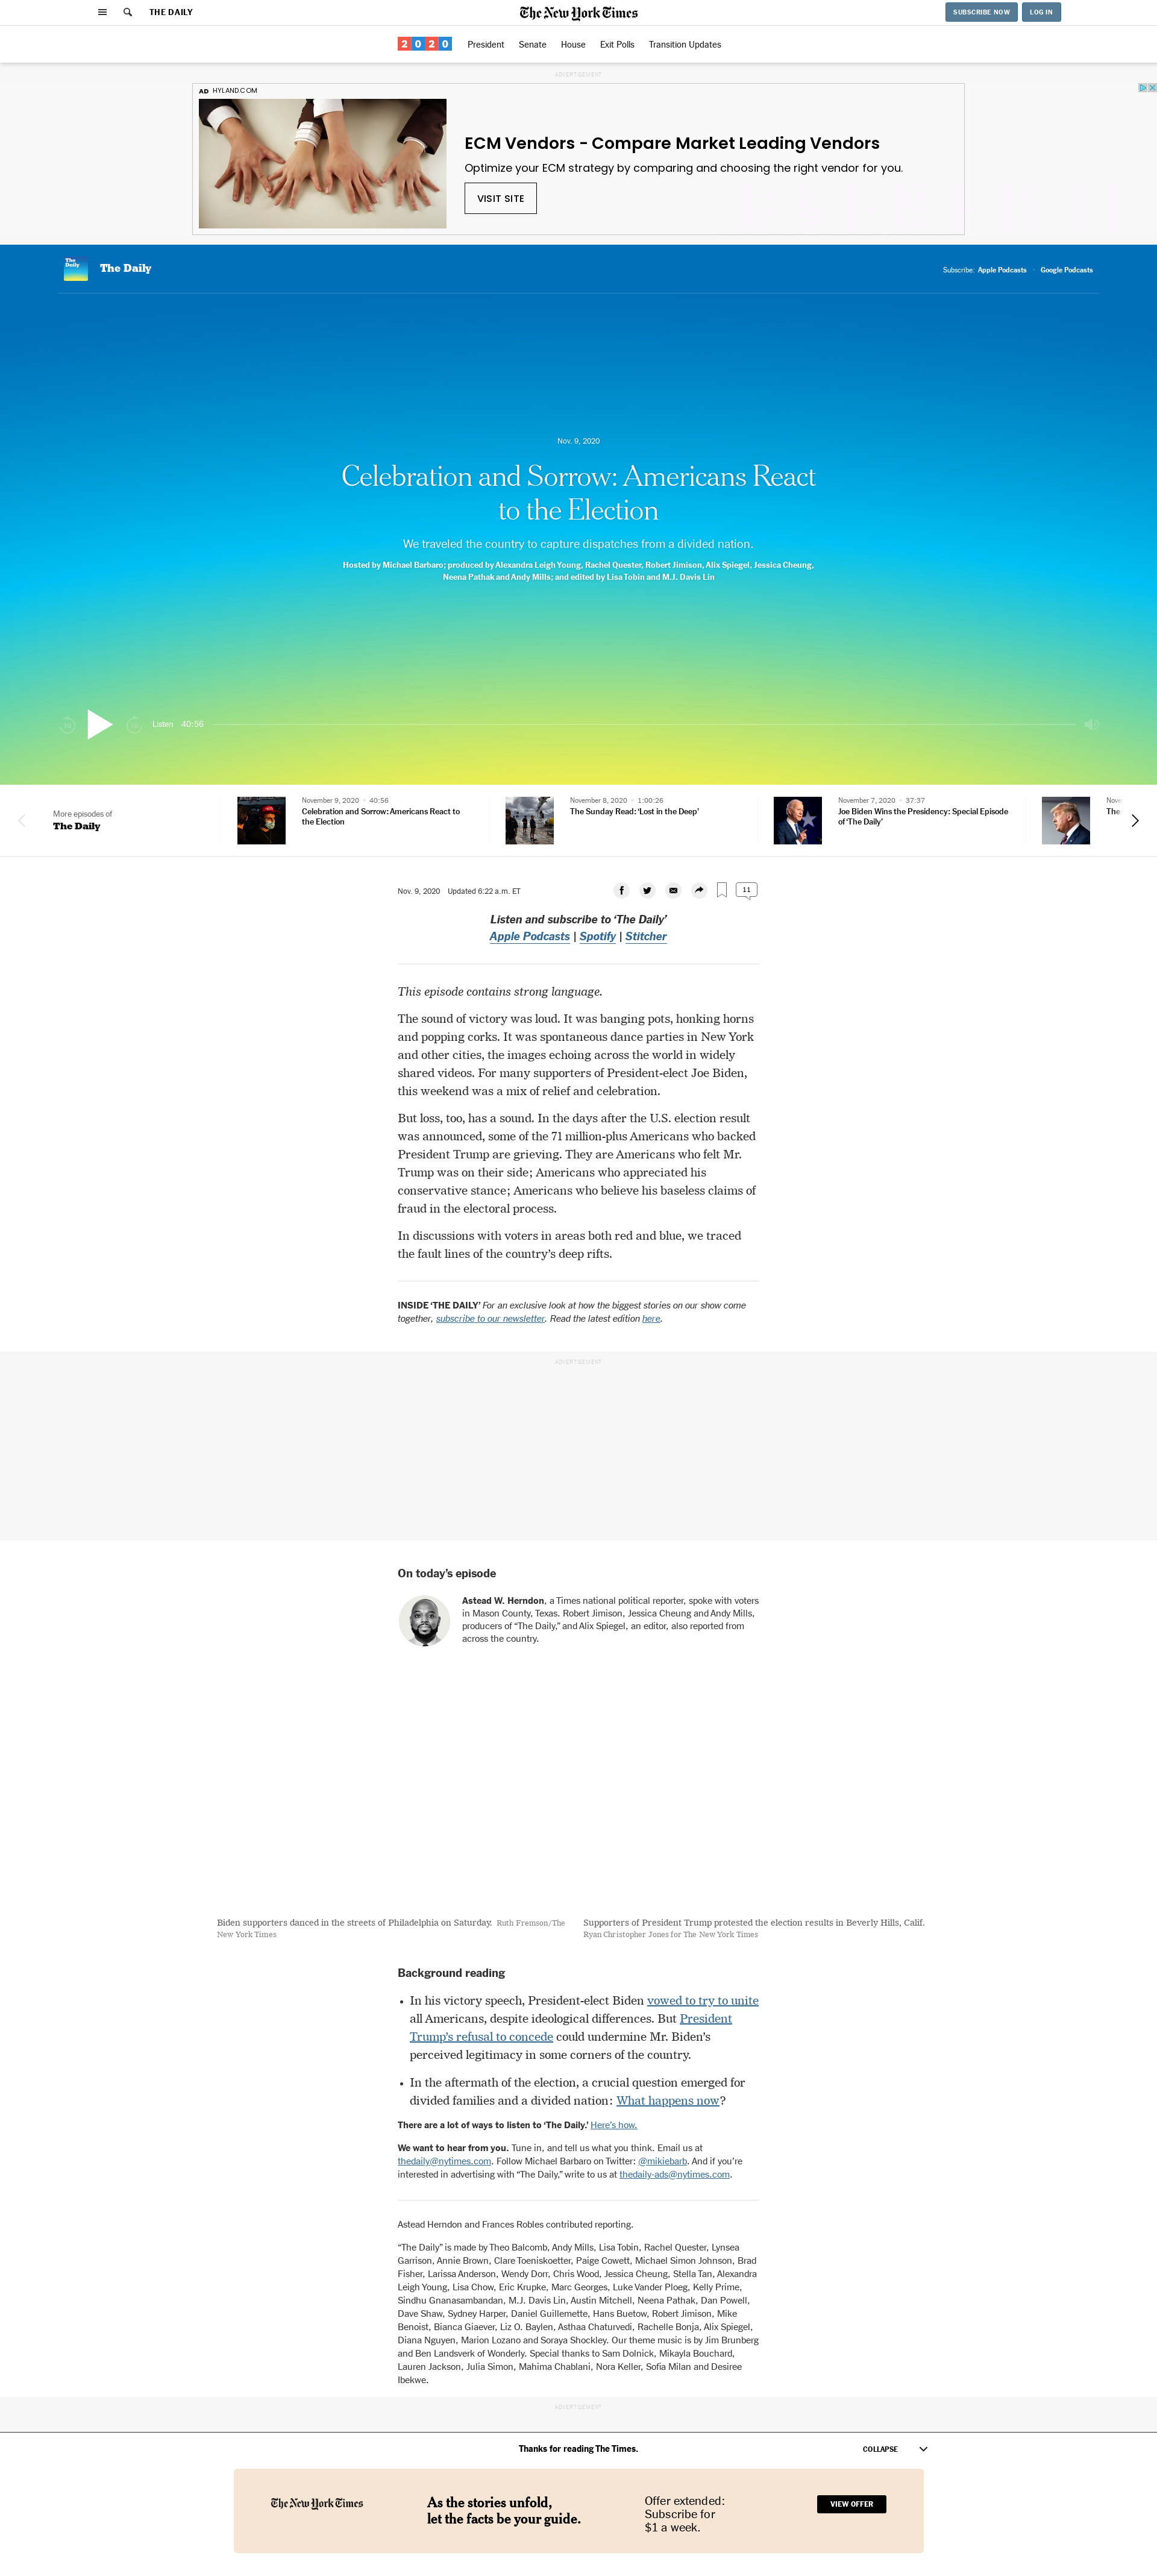 THE DAILY
The New York Times
SUBSCRIBE NOW
LOG IN
2020
President
Senate
House
Exit Polls
Transition Updates
ADVERTISEMENT
AD HYLAND.COM
ECM Vendors - Compare Market Leading Vendors
Optimize your ECM strategy by comparing and choosing the right vendor for you.
VISIT SITE
The Daily
The Daily
Subscribe: Apple Podcasts
Google Podcasts
Nov. 9, 2020
Celebration and Sorrow: Americans React
to the Election
We traveled the country to capture dispatches from a divided nation.
Hosted by Michael Barbaro; produced by Alexandra Leigh Young, Rachel Quester, Robert Jimison, Alix Spiegel, Jessica Cheung,
Neena Pathak and Andy Mills; and edited by Lisa Tobin and M.J. Davis Lin
Listen 40:56
More episodes of
The Daily
November 9, 2020 • 40:56
Celebration and Sorrow: Americans React to
the Election
November 8, 2020 • 1:00:26
The Sunday Read: ‘Lost in the Deep’
November 7, 2020 • 37:37
Joe Biden Wins the Presidency: Special Episode
of ‘The Daily’
The
Nov. 9, 2020 Updated 6:22 a.m. ET
11
Listen and subscribe to ‘The Daily’
Apple Podcasts | Spotify | Stitcher
This episode contains strong language.
The sound of victory was loud. It was banging pots, honking horns
and popping corks. It was spontaneous dance parties in New York
and other cities, the images echoing across the world in widely
shared videos. For many supporters of President-elect Joe Biden,
this weekend was a mix of relief and celebration.
But loss, too, has a sound. In the days after the U.S. election result
was announced, some of the 71 million-plus Americans who backed
President Trump are grieving. They are Americans who felt Mr.
Trump was on their side; Americans who appreciated his
conservative stance; Americans who believe his baseless claims of
fraud in the electoral process.
In discussions with voters in areas both red and blue, we traced
the fault lines of the country’s deep rifts.
INSIDE ‘THE DAILY’ For an exclusive look at how the biggest stories on our show come
together, subscribe to our newsletter. Read the latest edition here.
ADVERTISEMENT
On today’s episode
Astead W. Herndon, a Times national political reporter, spoke with voters
in Mason County, Texas. Robert Jimison, Jessica Cheung and Andy Mills,
producers of “The Daily,” and Alix Spiegel, an editor, also reported from
across the country.
Biden supporters danced in the streets of Philadelphia on Saturday. Ruth Fremson/The
New York Times
Supporters of President Trump protested the election results in Beverly Hills, Calif.
Ryan Christopher Jones for The New York Times
Background reading
• In his victory speech, President-elect Biden vowed to try to unite
all Americans, despite ideological differences. But President
Trump’s refusal to concede could undermine Mr. Biden’s
perceived legitimacy in some corners of the country.
• In the aftermath of the election, a crucial question emerged for
divided families and a divided nation: What happens now?
There are a lot of ways to listen to ‘The Daily.’ Here’s how.
We want to hear from you. Tune in, and tell us what you think. Email us at
thedaily@nytimes.com. Follow Michael Barbaro on Twitter: @mikiebarb. And if you’re
interested in advertising with “The Daily,” write to us at thedaily-ads@nytimes.com.
Astead Herndon and Frances Robles contributed reporting.
“The Daily” is made by Theo Balcomb, Andy Mills, Lisa Tobin, Rachel Quester, Lynsea
Garrison, Annie Brown, Clare Toeniskoetter, Paige Cowett, Michael Simon Johnson, Brad
Fisher, Larissa Anderson, Wendy Dorr, Chris Wood, Jessica Cheung, Stella Tan, Alexandra
Leigh Young, Lisa Chow, Eric Krupke, Marc Georges, Luke Vander Ploeg, Kelly Prime,
Sindhu Gnanasambandan, M.J. Davis Lin, Austin Mitchell, Neena Pathak, Dan Powell,
Dave Shaw, Sydney Harper, Daniel Guillemette, Hans Buetow, Robert Jimison, Mike
Benoist, Bianca Giaever, Liz O. Baylen, Asthaa Chaturvedi, Rachelle Bonja, Alix Spiegel,
Diana Nguyen, Marion Lozano and Soraya Shockley. Our theme music is by Jim Brunberg
and Ben Landsverk of Wonderly. Special thanks to Sam Dolnick, Mikayla Bouchard,
Lauren Jackson, Julia Simon, Mahima Chablani, Nora Keller, Sofia Milan and Desiree
Ibekwe.
ADVERTISEMENT
Thanks for reading The Times.
COLLAPSE
The New York Times
As the stories unfold,
let the facts be your guide.
Offer extended:
Subscribe for
$1 a week.
VIEW OFFER